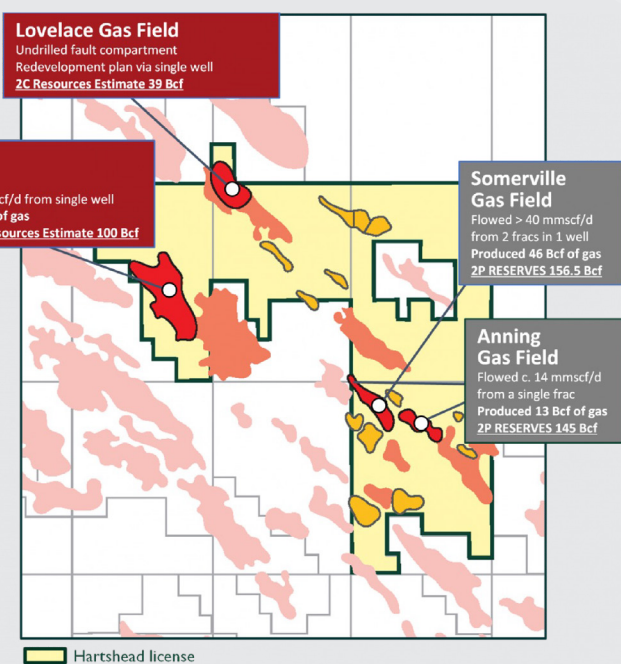 Lovelace Gas Field
Undrilled fault compartment
Redevelopment plan via single well
2C Resources Estimate 39 Bcf
from single well
of gas
Estimate 100 Bcf
Somerville
Gas Field
Flowed > 40 mmscf/d
from 2 fracs in 1 well
Produced 46 Bcf of gas
2P RESERVES 156.5 Bcf
Anning
Gas Field
Flowed c. 14 mmscf/d
from a single frac
Produced 13 Bcf of gas
2P RESERVES 145 Bcf
Hartshead license